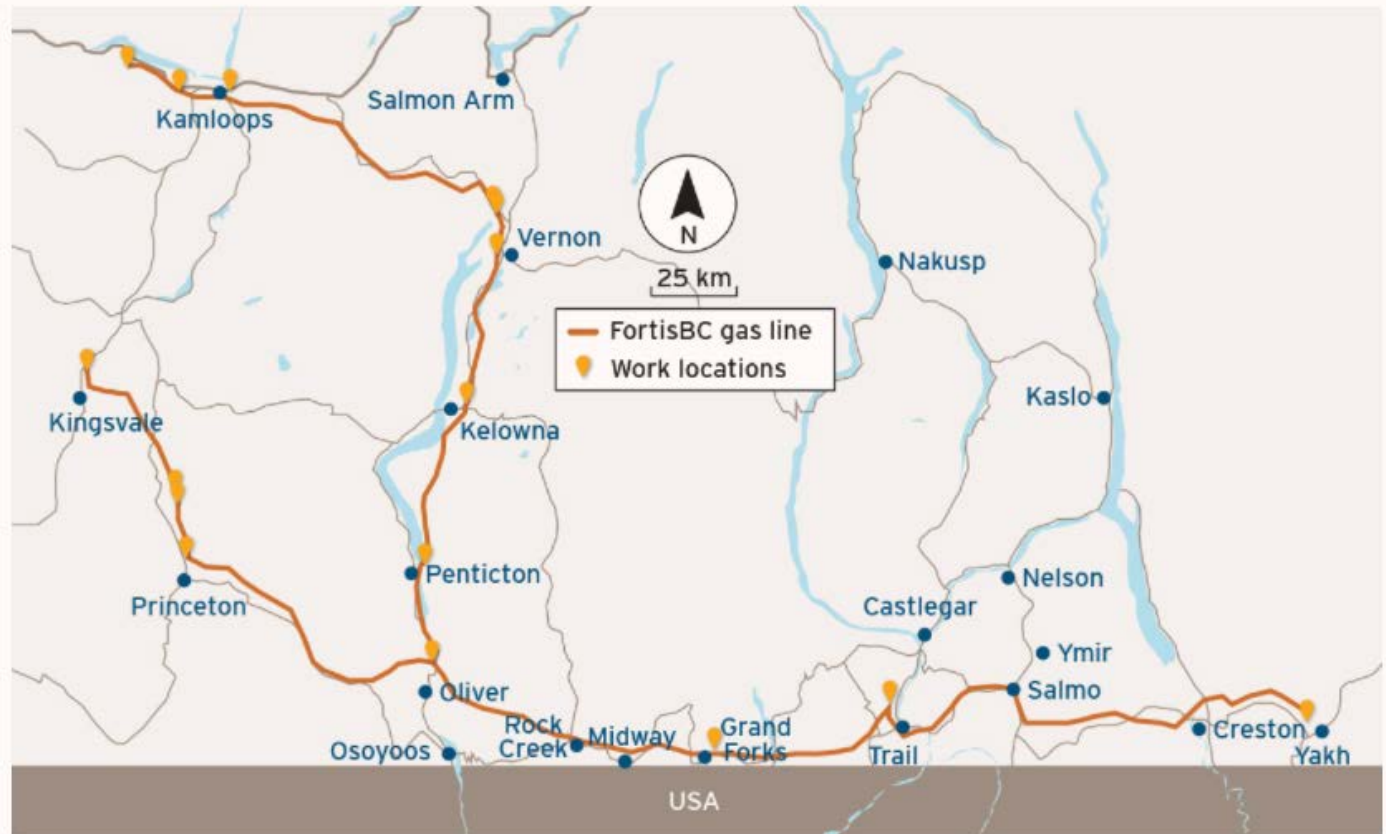 Salmon Arm
Kamloops
N
25 km
Vernon
Nakusp
FortisBC gas line
Work locations
Kingsvale
Kelowna
Kaslo
Penticton
Nelson
Princeton
Castlegar
Ymir
Oliver
Salmo
Rock
Creek
Midway
Grand
Forks
Osoyoos
Trail
Creston
Yakh
USA